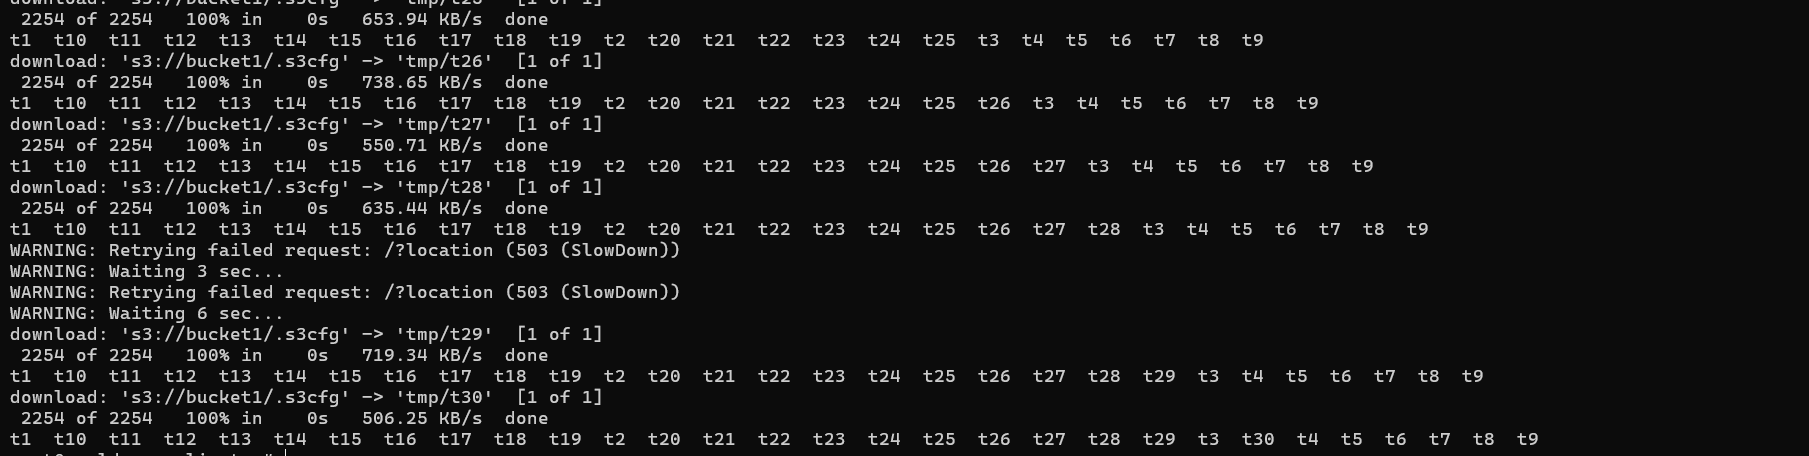 download: 's3://bucket1/.s3cfg' -> 'tmp/t25'  [1 of 1]
 2254 of 2254   100% in    0s   653.94 KB/s  done
t1  t10  t11  t12  t13  t14  t15  t16  t17  t18  t19  t2  t20  t21  t22  t23  t24  t25  t3  t4  t5  t6  t7  t8  t9
download: 's3://bucket1/.s3cfg' -> 'tmp/t26'  [1 of 1]
 2254 of 2254   100% in    0s   738.65 KB/s  done
t1  t10  t11  t12  t13  t14  t15  t16  t17  t18  t19  t2  t20  t21  t22  t23  t24  t25  t26  t3  t4  t5  t6  t7  t8  t9
download: 's3://bucket1/.s3cfg' -> 'tmp/t27'  [1 of 1]
 2254 of 2254   100% in    0s   550.71 KB/s  done
t1  t10  t11  t12  t13  t14  t15  t16  t17  t18  t19  t2  t20  t21  t22  t23  t24  t25  t26  t27  t3  t4  t5  t6  t7  t8  t9
download: 's3://bucket1/.s3cfg' -> 'tmp/t28'  [1 of 1]
 2254 of 2254   100% in    0s   635.44 KB/s  done
t1  t10  t11  t12  t13  t14  t15  t16  t17  t18  t19  t2  t20  t21  t22  t23  t24  t25  t26  t27  t28  t3  t4  t5  t6  t7  t8  t9
WARNING: Retrying failed request: /?location (503 (SlowDown))
WARNING: Waiting 3 sec...
WARNING: Retrying failed request: /?location (503 (SlowDown))
WARNING: Waiting 6 sec...
download: 's3://bucket1/.s3cfg' -> 'tmp/t29'  [1 of 1]
 2254 of 2254   100% in    0s   719.34 KB/s  done
t1  t10  t11  t12  t13  t14  t15  t16  t17  t18  t19  t2  t20  t21  t22  t23  t24  t25  t26  t27  t28  t29  t3  t4  t5  t6  t7  t8  t9
download: 's3://bucket1/.s3cfg' -> 'tmp/t30'  [1 of 1]
 2254 of 2254   100% in    0s   506.25 KB/s  done
t1  t10  t11  t12  t13  t14  t15  t16  t17  t18  t19  t2  t20  t21  t22  t23  t24  t25  t26  t27  t28  t29  t3  t30  t4  t5  t6  t7  t8  t9